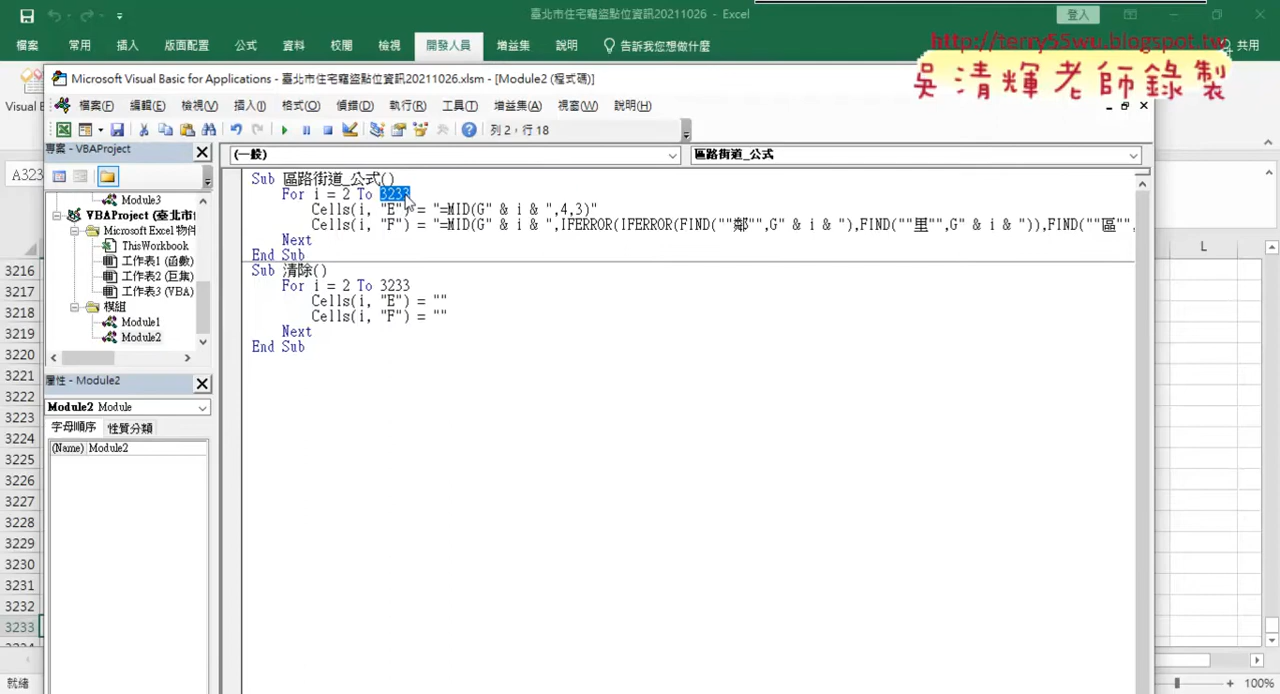 臺北市住宅竊盜點位資訊20211026 - Excel
登入
檔案 常用 插入 版面配置 公式 資料 校閱 檢視 開發人員 增益集 說明 告訴我您想做什麼 共用
http://terry55wu.blogspot.tw
吳清輝老師錄製
Visual B
Microsoft Visual Basic for Applications - 臺北市住宅竊盜點位資訊20211026.xlsm - [Module2 (程式碼)]
檔案(F) 編輯(E) 檢視(V) 插入(I) 格式(O) 偵錯(D) 執行(R) 工具(T) 增益集(A) 視窗(W) 說明(H)
列 2，行 18
專案 - VBAProject
(一般) 區路街道_公式
A323
Module3
VBAProject (臺北市
Microsoft Excel 物件
ThisWorkbook
工作表1 (函數)
工作表2 (巨集)
工作表3 (VBA)
模組
Module1
Module2
屬性 - Module2
Module2 Module
字母順序 性質分類
(Name) Module2
Sub 區路街道_公式()
For i = 2 To 3233
Cells(i, "E") = "=MID(G" & i & ",4,3)"
Cells(i, "F") = "=MID(G" & i & ",IFERROR(IFERROR(FIND(""鄰"",G" & i & "),FIND(""里"",G" & i & ")),FIND(""區"",
Next
End Sub
Sub 清除()
For i = 2 To 3233
Cells(i, "E") = ""
Cells(i, "F") = ""
Next
End Sub
L
3216
3217
3218
3219
3220
3221
3222
3223
3224
3225
3226
3227
3228
3229
3230
3231
3232
3233
就緒
100%